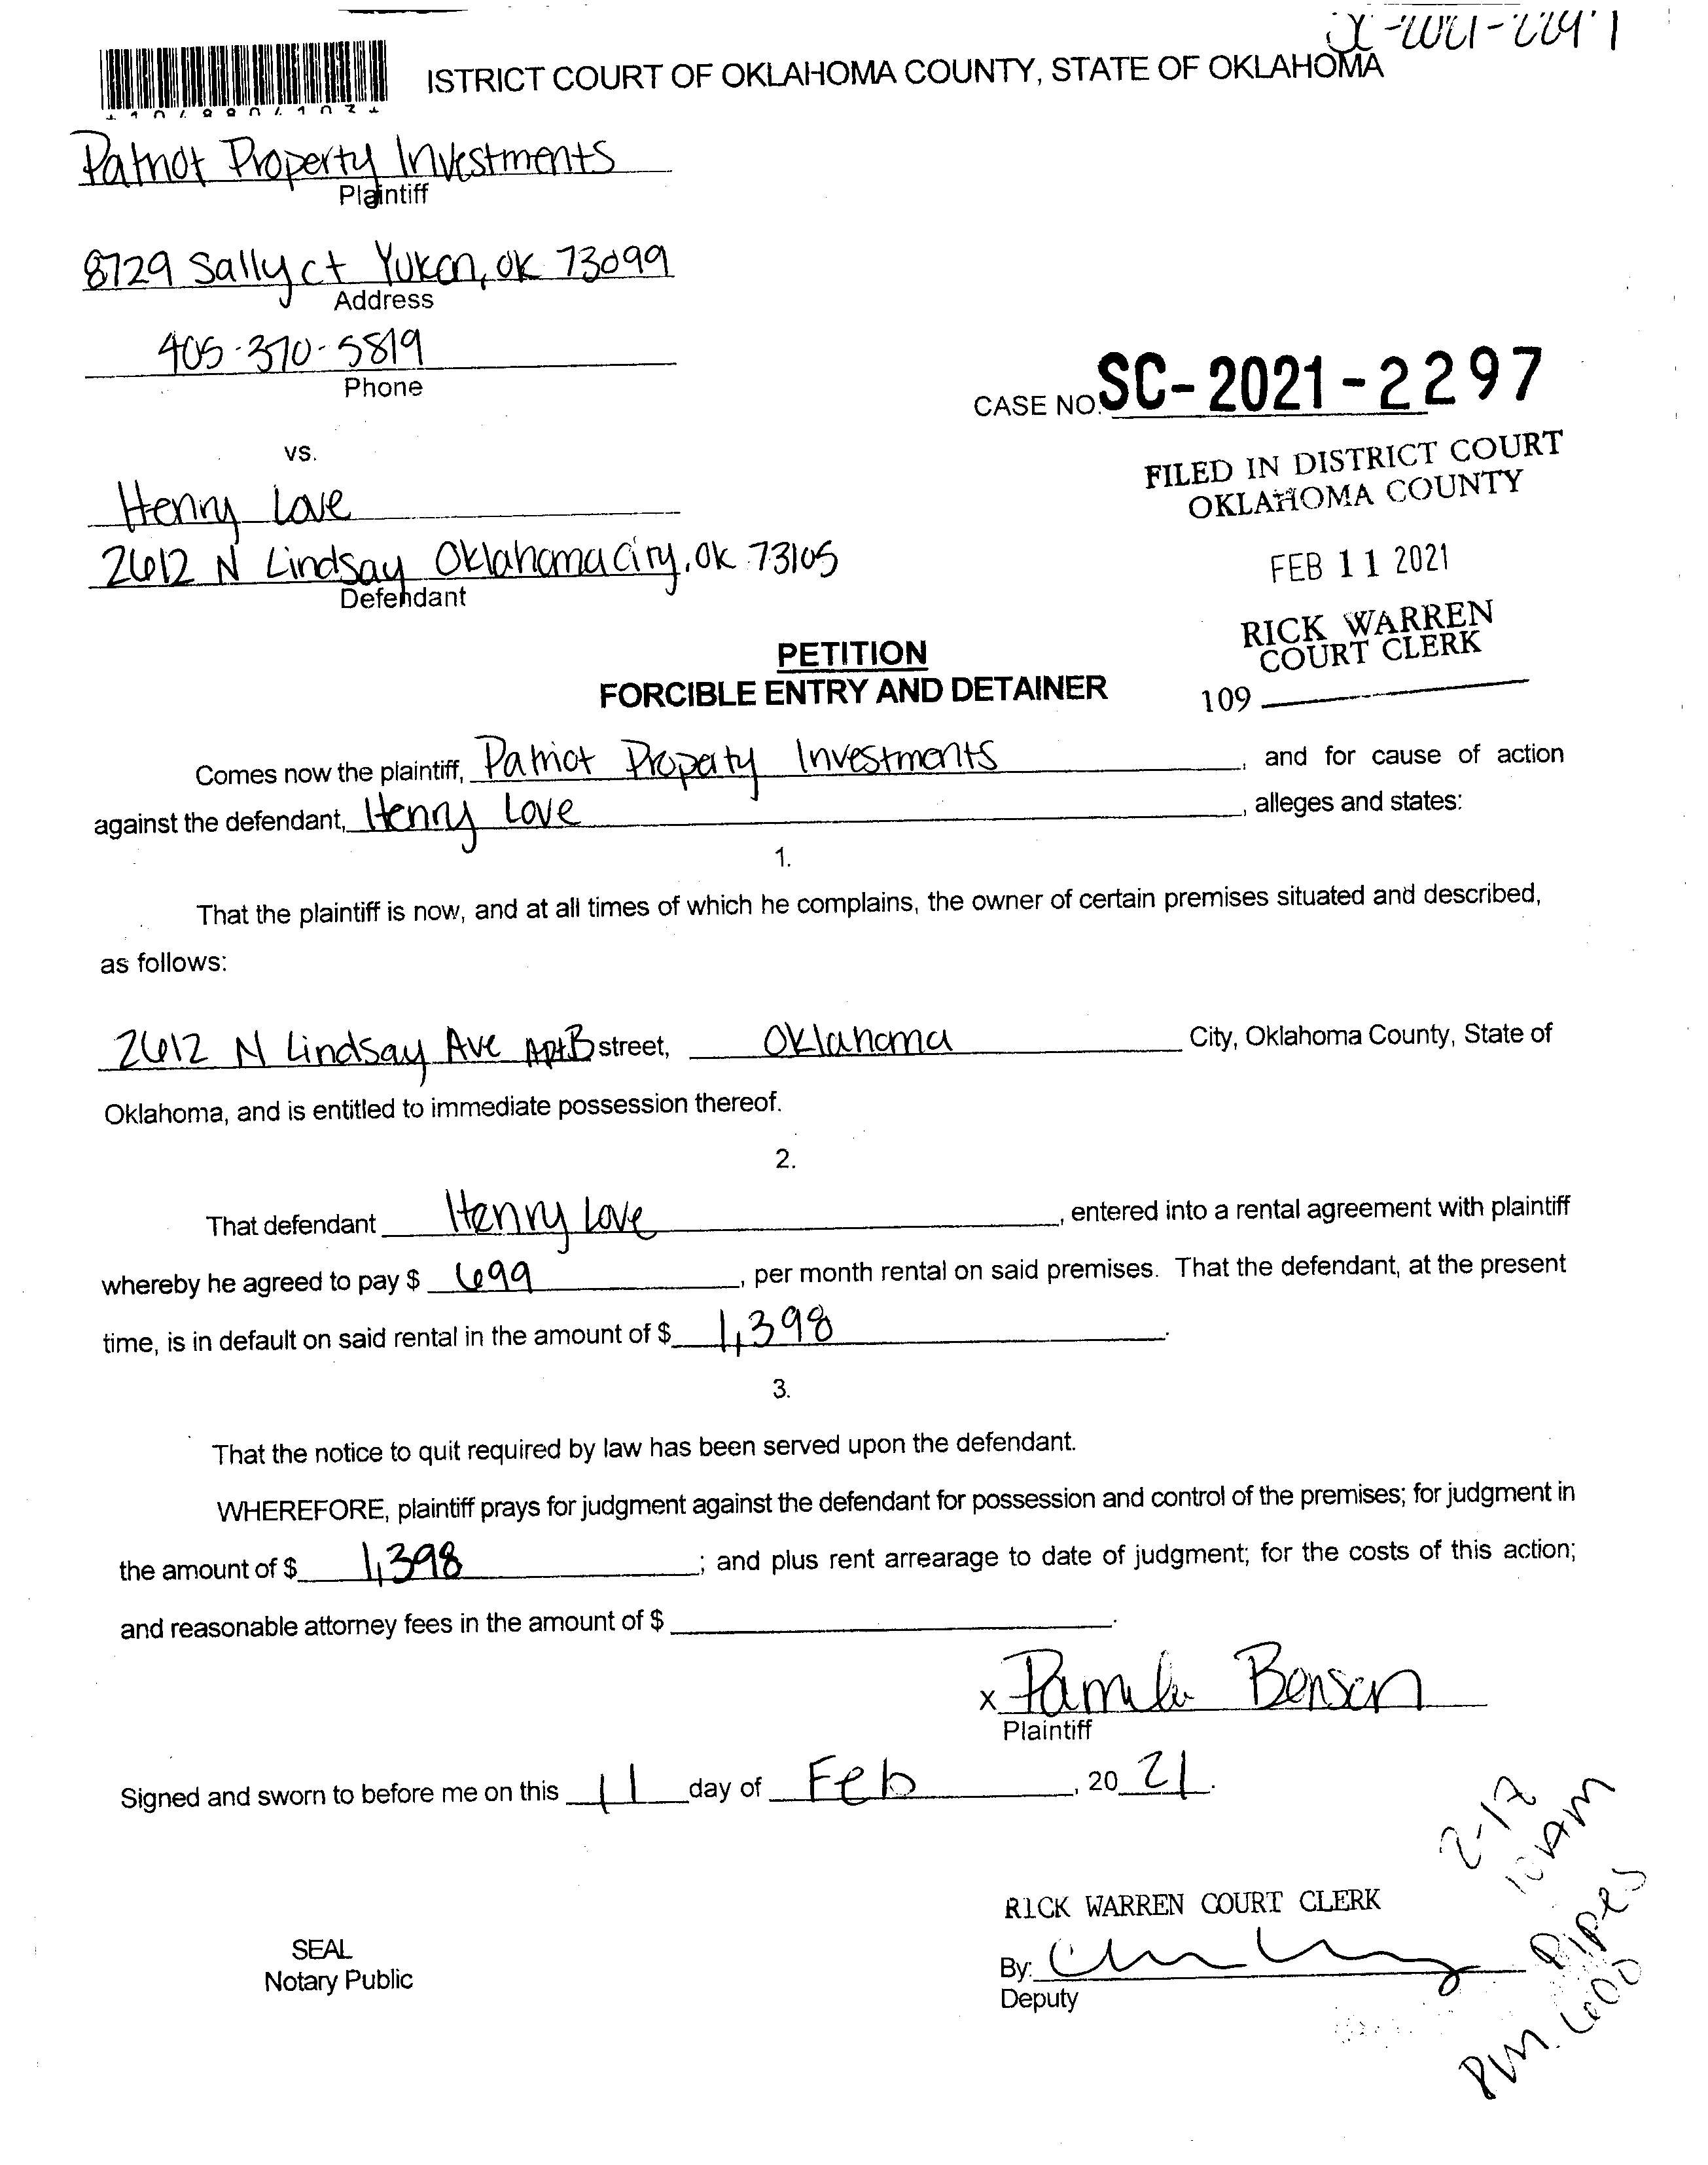 SC-2021-2297
ISTRICT COURT OF OKLAHOMA COUNTY, STATE OF OKLAHOMA
Patriot Property Investments
Plaintiff
8729 Sally ct Yukon, OK 73099
Address
405-370-5819
Phone
CASE NO. SC-2021-2297
vs.
FILED IN DISTRICT COURT
OKLAHOMA COUNTY
Henry Love
2612 N Lindsay Oklahoma City, OK 73105
Defendant
FEB 11 2021
RICK WARREN
COURT CLERK
109
PETITION
FORCIBLE ENTRY AND DETAINER
Comes now the plaintiff, Patriot Property Investments, and for cause of action
against the defendant, Henry Love, alleges and states:
1.
That the plaintiff is now, and at all times of which he complains, the owner of certain premises situated and described,
as follows:
2612 N Lindsay Ave Apt B street, Oklahoma City, Oklahoma County, State of
Oklahoma, and is entitled to immediate possession thereof.
2.
That defendant Henry Love, entered into a rental agreement with plaintiff
whereby he agreed to pay $ 699, per month rental on said premises. That the defendant, at the present
time, is in default on said rental in the amount of $ 1,398.
3.
That the notice to quit required by law has been served upon the defendant.
WHEREFORE, plaintiff prays for judgment against the defendant for possession and control of the premises; for judgment in
the amount of $ 1,398; and plus rent arrearage to date of judgment; for the costs of this action;
and reasonable attorney fees in the amount of $.
x Pamela Benson
Plaintiff
Signed and sworn to before me on this 11 day of Feb, 2021.
2-17
10 AM
Pipes
RM 600
RICK WARREN COURT CLERK
SEAL
Notary Public
By:
Deputy